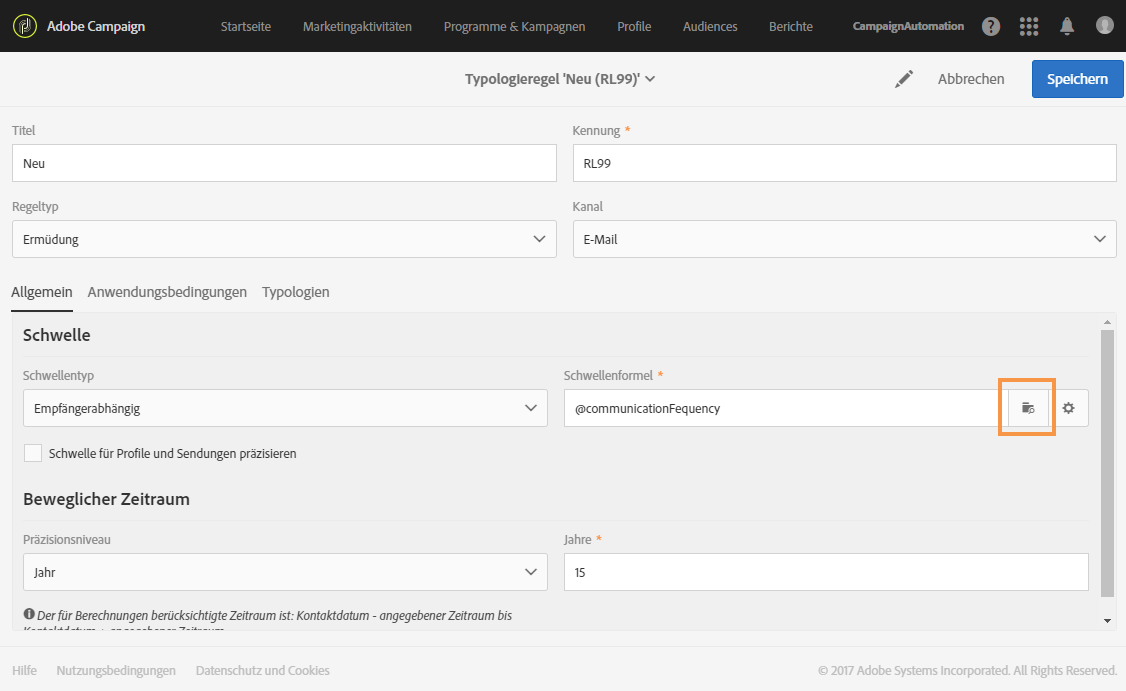 Adobe Campaign Startseite Marketingaktivitäten Programme & Kampagnen Profile Audiences Berichte CampaignAutomation ?
Typologieregel 'Neu (RL99)' Abbrechen Speichern
Titel Kennung *
Neu RL99
Regeltyp Kanal
Ermüdung E-Mail
Allgemein Anwendungsbedingungen Typologien
Schwelle
Schwellentyp Schwellenformel *
Empfängerabhängig @communicationFequency
Schwelle für Profile und Sendungen präzisieren
Beweglicher Zeitraum
Präzisionsniveau Jahre *
Jahr 15
Der für Berechnungen berücksichtigte Zeitraum ist: Kontaktdatum - angegebener Zeitraum bis
Kontaktdatum + angegebener Zeitraum
Hilfe Nutzungsbedingungen Datenschutz und Cookies © 2017 Adobe Systems Incorporated. All Rights Reserved.